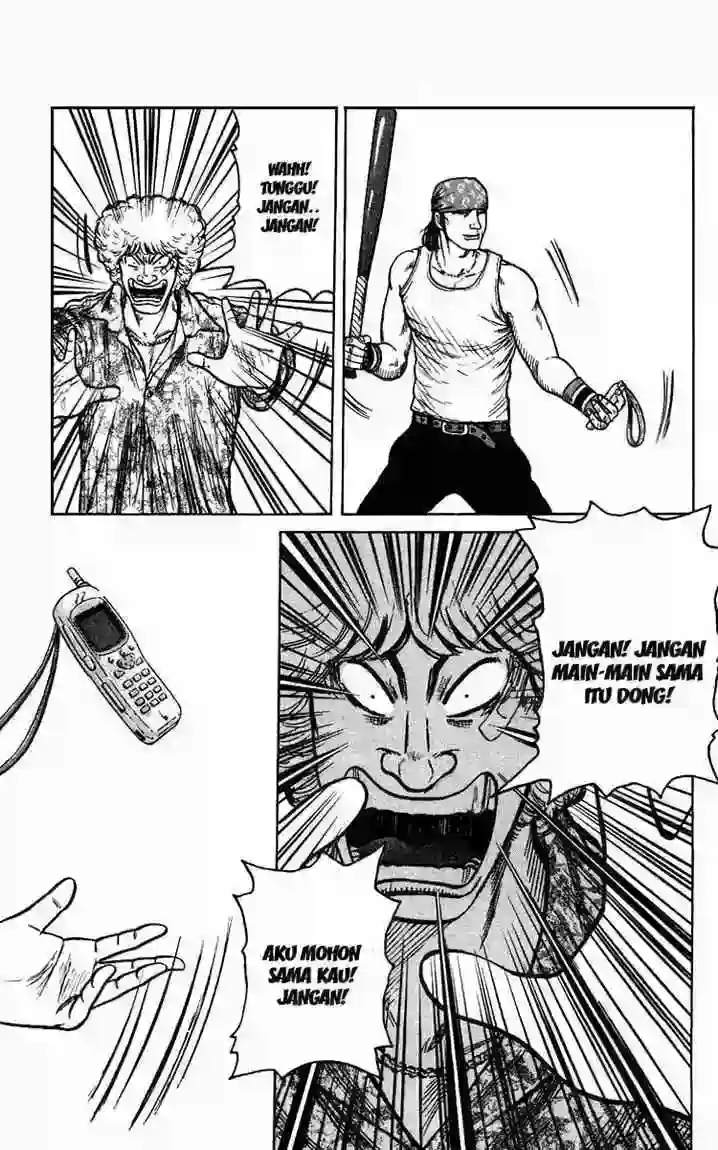 WAHH!
TUNGGU!
JANGAN..
JANGAN!
JANGAN! JANGAN
MAIN-MAIN SAMA
ITU DONG!
AKU MOHON
SAMA KAU!
JANGAN!